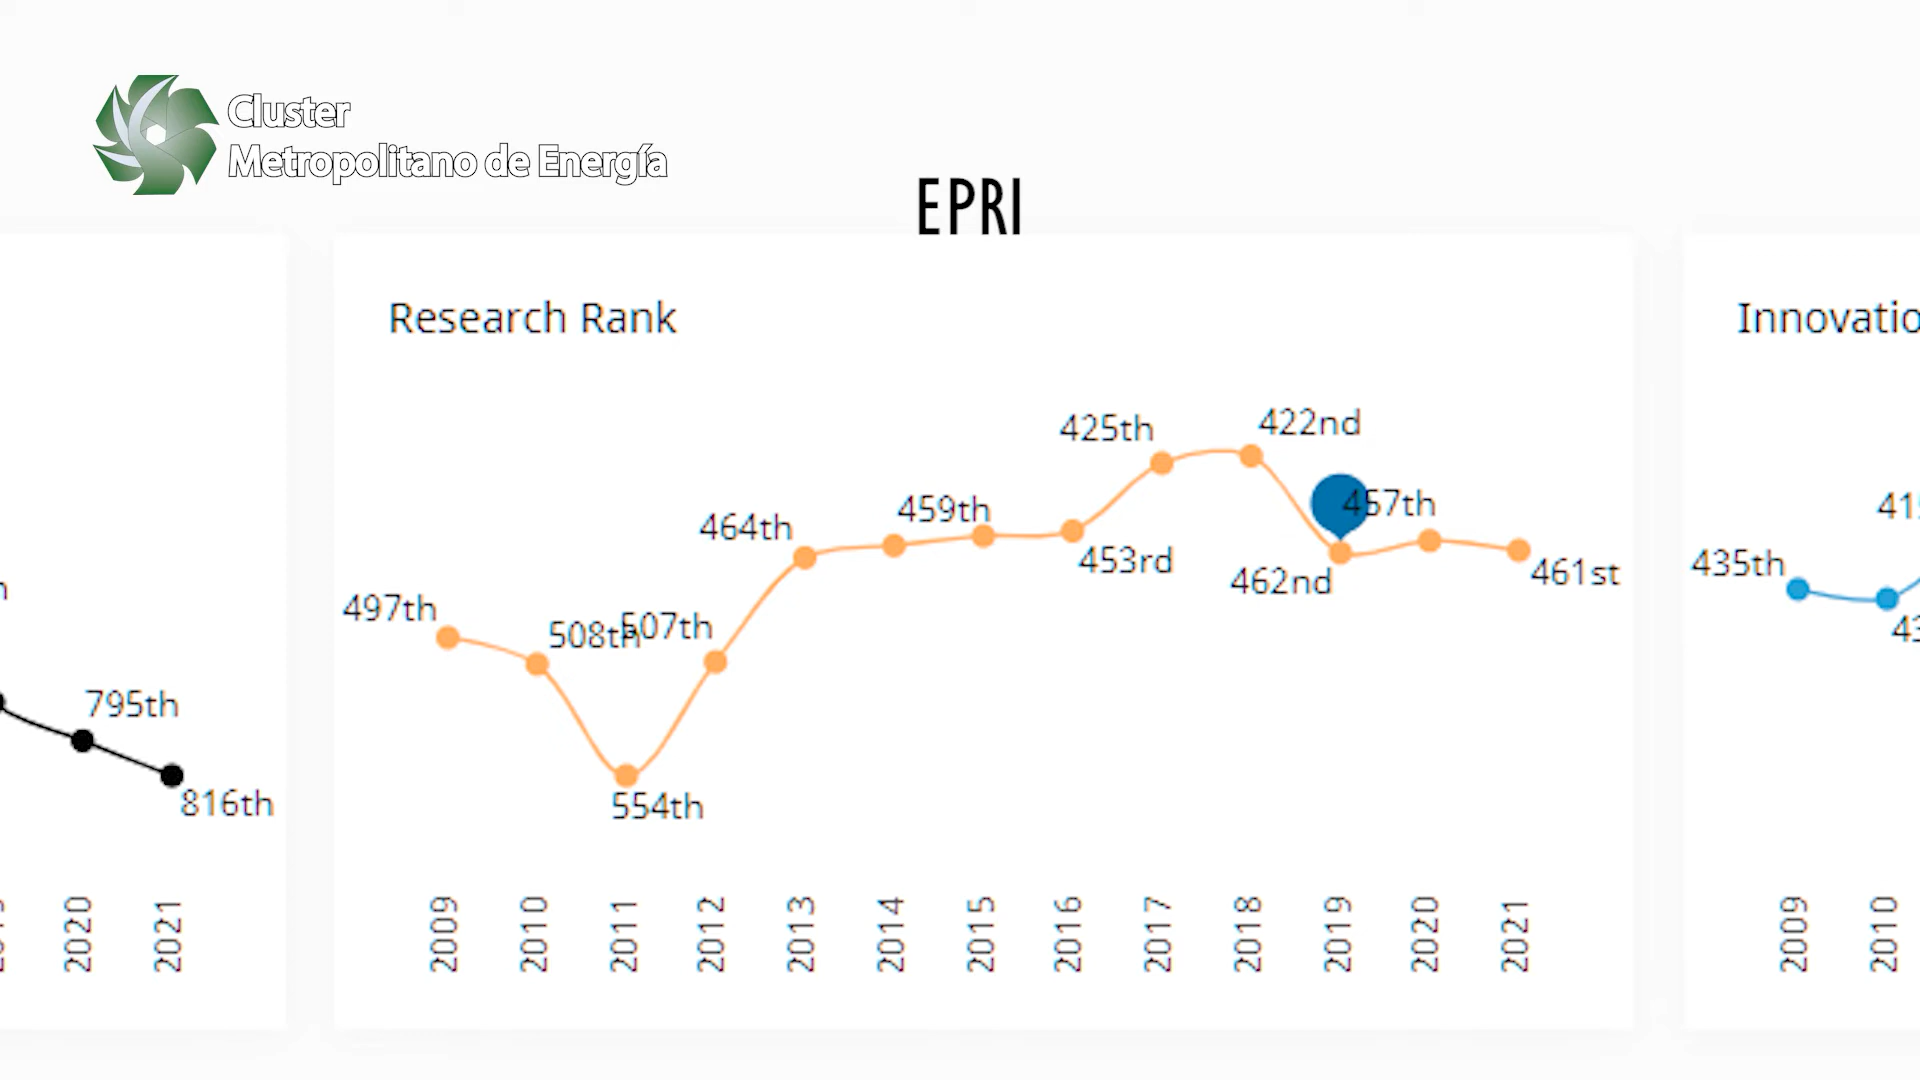 Cluster
Metropolitano de Energía
EPRI
795th
816th
2020
2021
Research Rank
497th
508th
554th
507th
464th
459th
453rd
425th
422nd
462nd
457th
461st
2009
2010
2011
2012
2013
2014
2015
2016
2017
2018
2019
2020
2021
Innovatio
435th
2009
2010